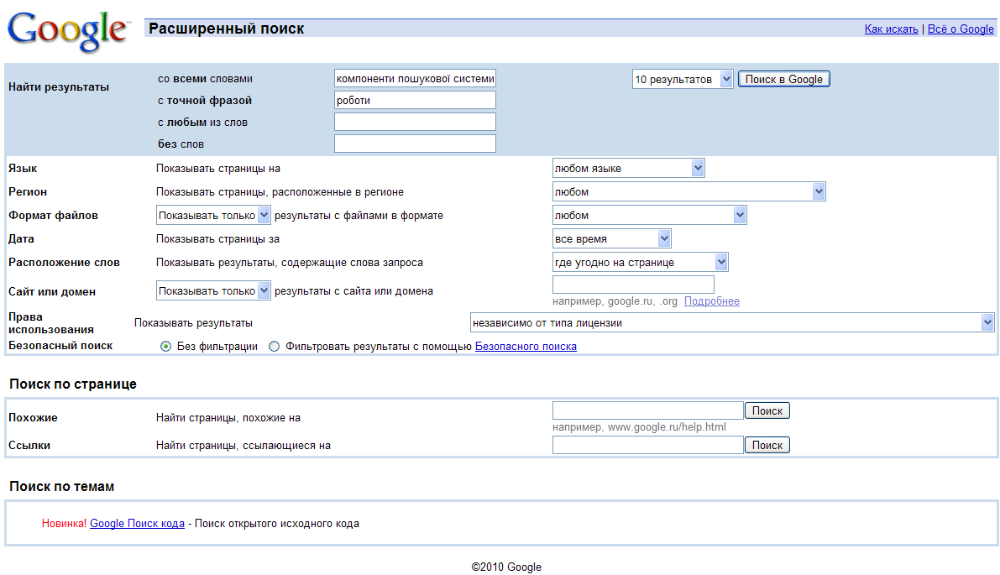 Google™
Расширенный поиск
Как искать | Всё о Google
Найти результаты
со всеми словами
компоненти пошукової системи
10 результатов
Поиск в Google
с точной фразой
роботи
с любым из слов
без слов
Язык
Показывать страницы на
любом языке
Регион
Показывать страницы, расположенные в регионе
любом
Формат файлов
Показывать только
результаты с файлами в формате
любом
Дата
Показывать страницы за
все время
Расположение слов
Показывать результаты, содержащие слова запроса
где угодно на странице
Сайт или домен
Показывать только
результаты с сайта или домена
например, google.ru, .org Подробнее
Права
использования
Показывать результаты
независимо от типа лицензии
Безопасный поиск
Без фильтрации
Фильтровать результаты с помощью Безопасного поиска
Поиск по странице
Похожие
Найти страницы, похожие на
Поиск
например, www.google.ru/help.html
Ссылки
Найти страницы, ссылающиеся на
Поиск
Поиск по темам
Новинка! Google Поиск кода - Поиск открытого исходного кода
©2010 Google